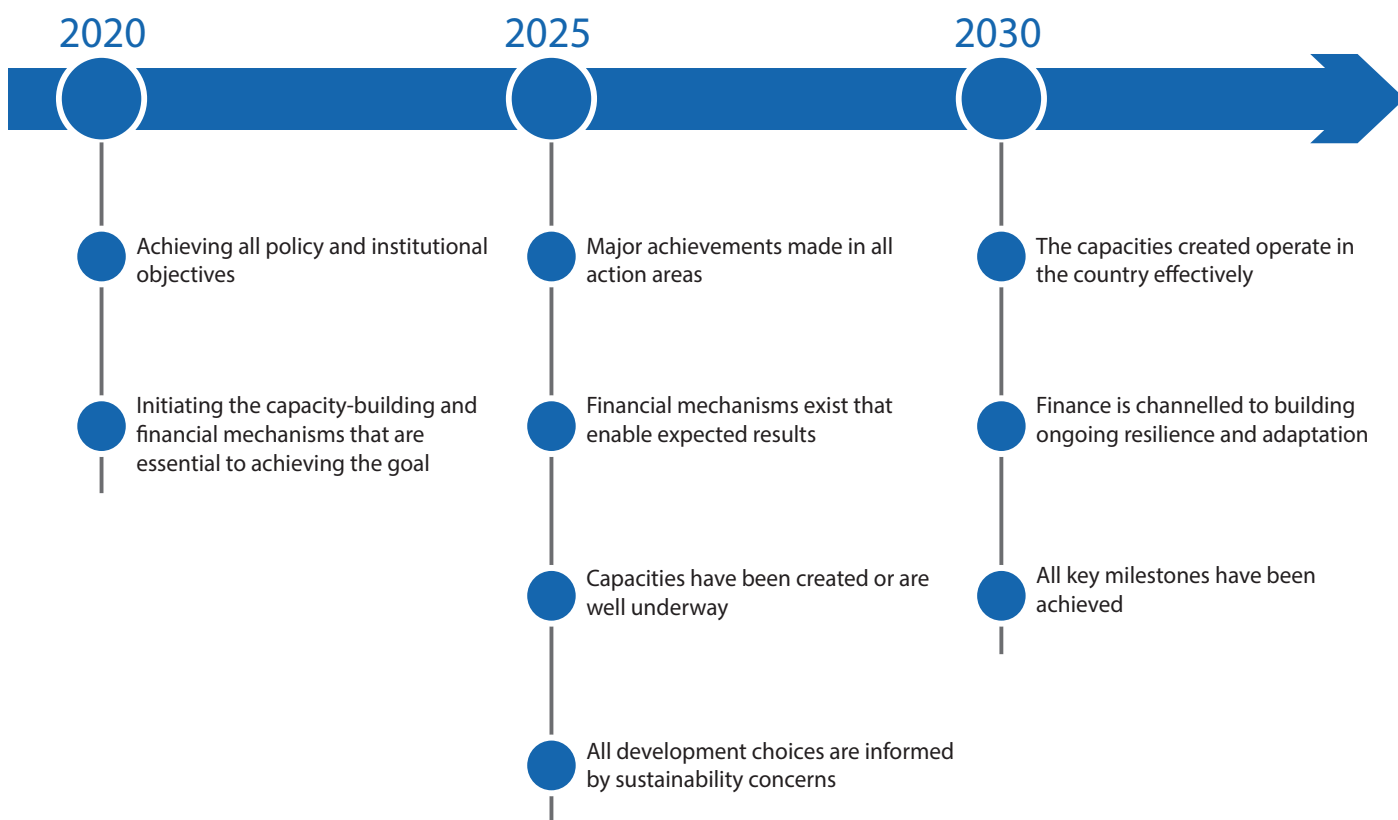 2020
Achieving all policy and institutional
objectives
Initiating the capacity-building and
financial mechanisms that are
essential to achieving the goal
2025
Major achievements made in all
action areas
Financial mechanisms exist that
enable expected results
Capacities have been created or are
well underway
All development choices are informed
by sustainability concerns
2030
The capacities created operate in
the country effectively
Finance is channelled to building
ongoing resilience and adaptation
All key milestones have been
achieved